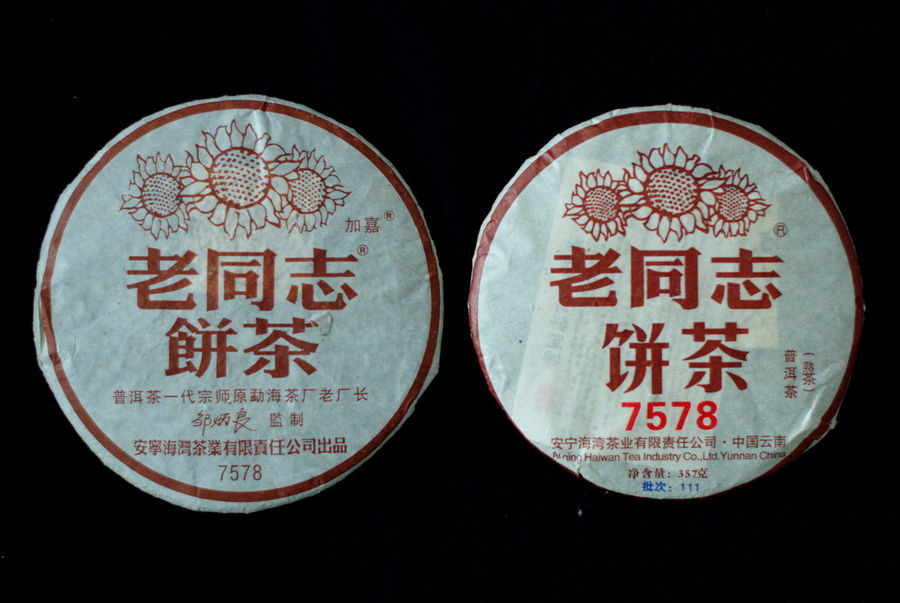 加嘉®
老同志®
餅茶
普洱茶一代宗师原勐海茶厂老厂长
邹炳良 監制
安寧海灣茶業有限責任公司出品
7578
®
老同志
饼茶
普洱茶
(熟茶)
7578
安宁海湾茶业有限责任公司·中国云南
Haiwan Tea Industry Co.,Ltd.Yunnan China
净含量：357克
批次：111